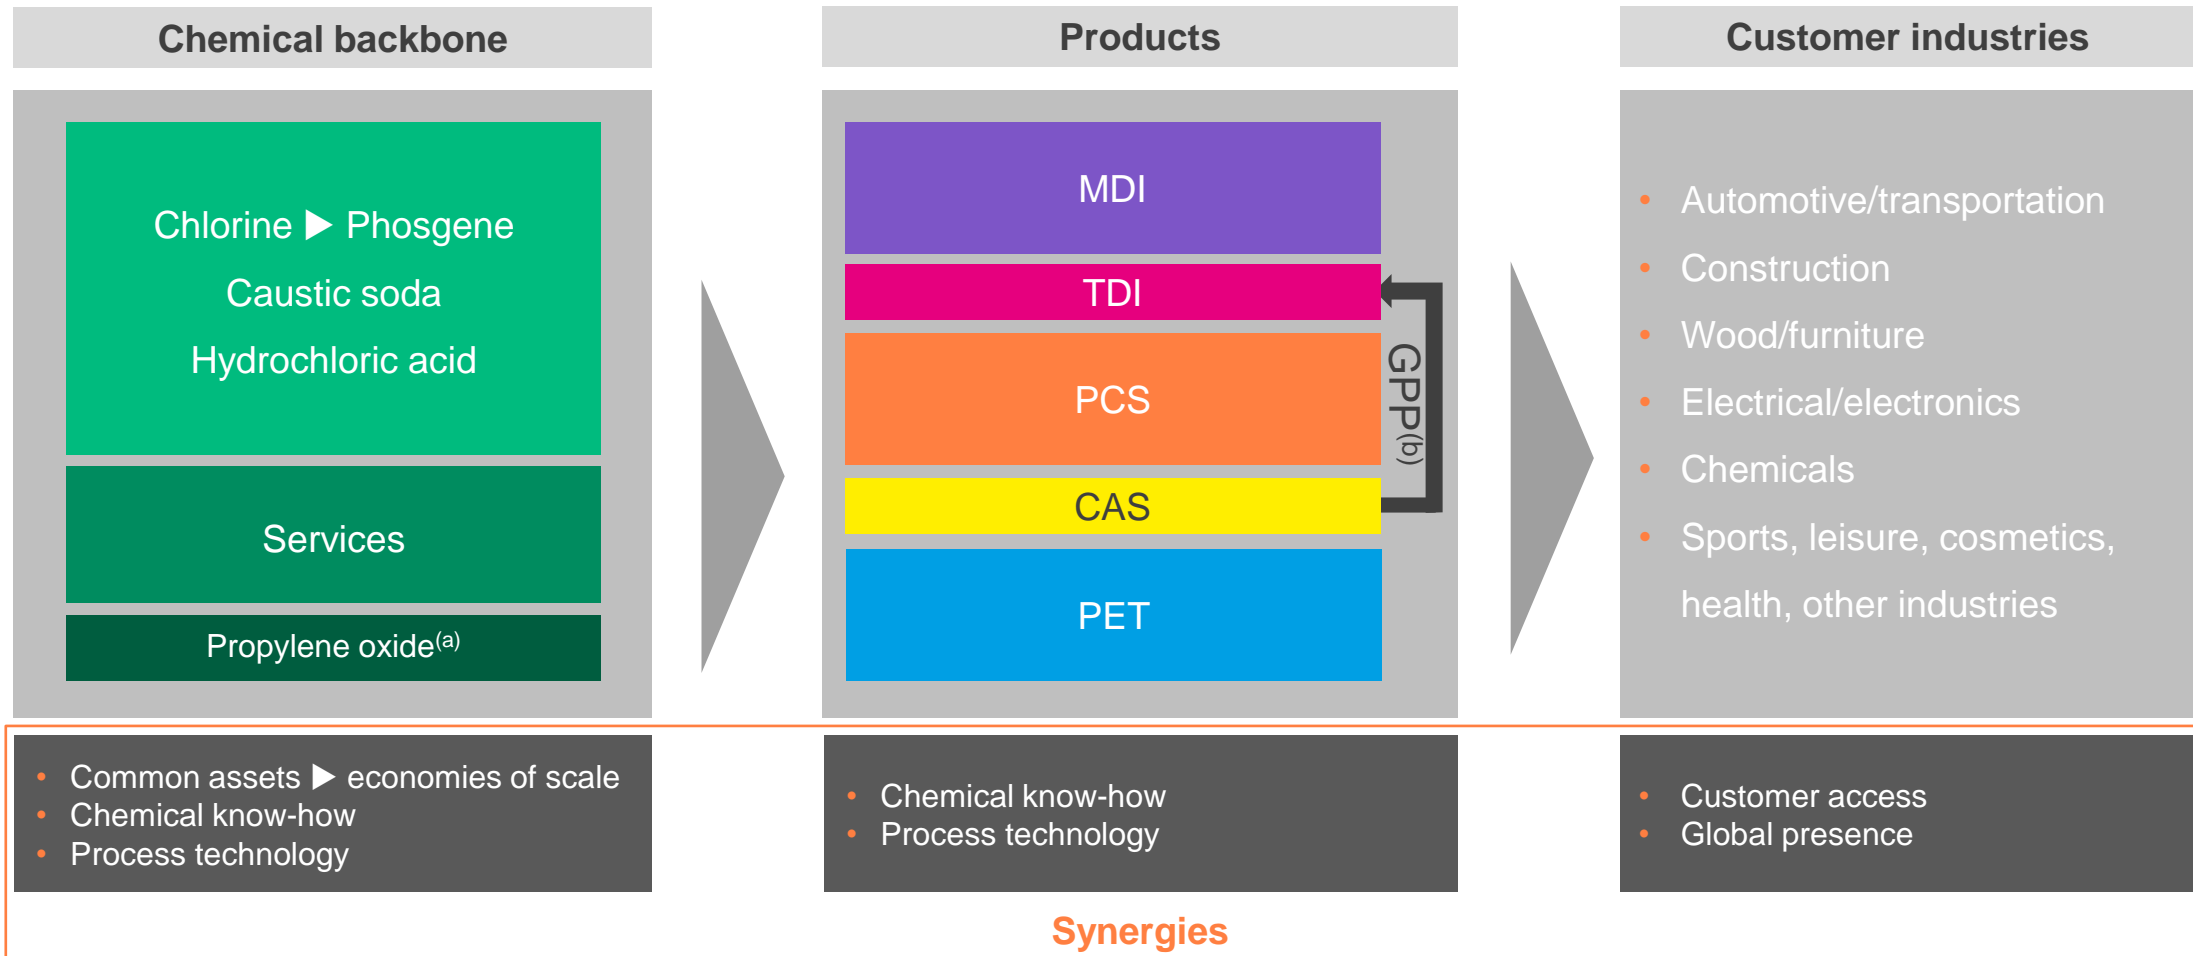 Chemical backbone
Chlorine ▶ Phosgene
Caustic soda
Hydrochloric acid
Services
Propylene oxide(a)
Products
MDI
TDI
PCS
CAS
PET
GPP(b)
Customer industries
• Automotive/transportation
• Construction
• Wood/furniture
• Electrical/electronics
• Chemicals
• Sports, leisure, cosmetics,
health, other industries
• Common assets ▶ economies of scale
• Chemical know-how
• Process technology
• Chemical know-how
• Process technology
• Customer access
• Global presence
Synergies